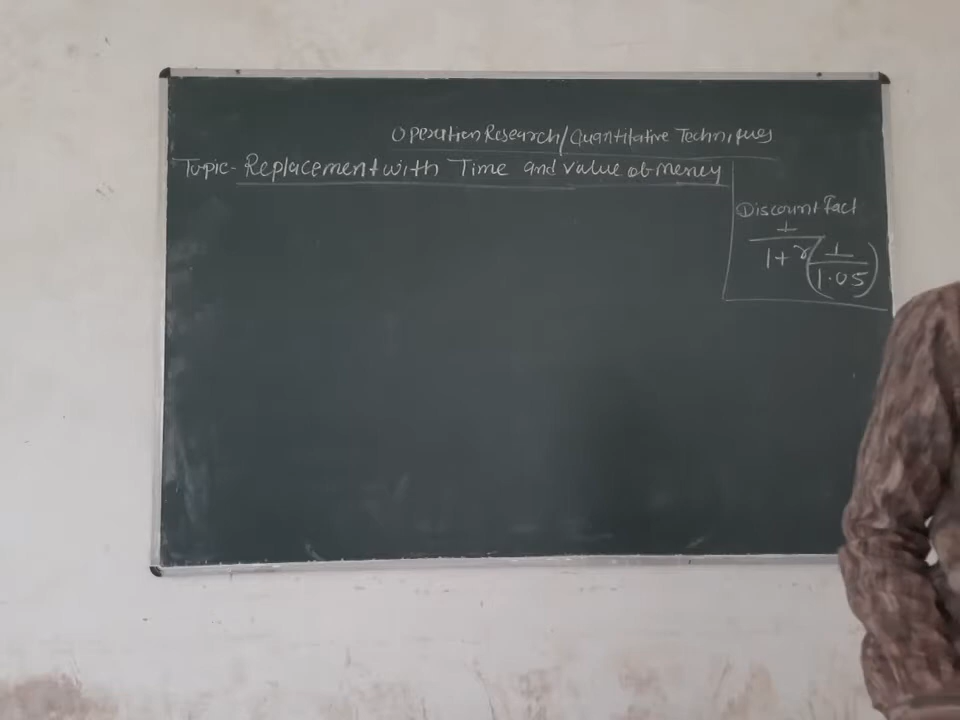 Operation Research/Quantitative Techniques
Topic- Replacement with Time and value of money
① Discount Fact
1
1+r
(1
1.05)